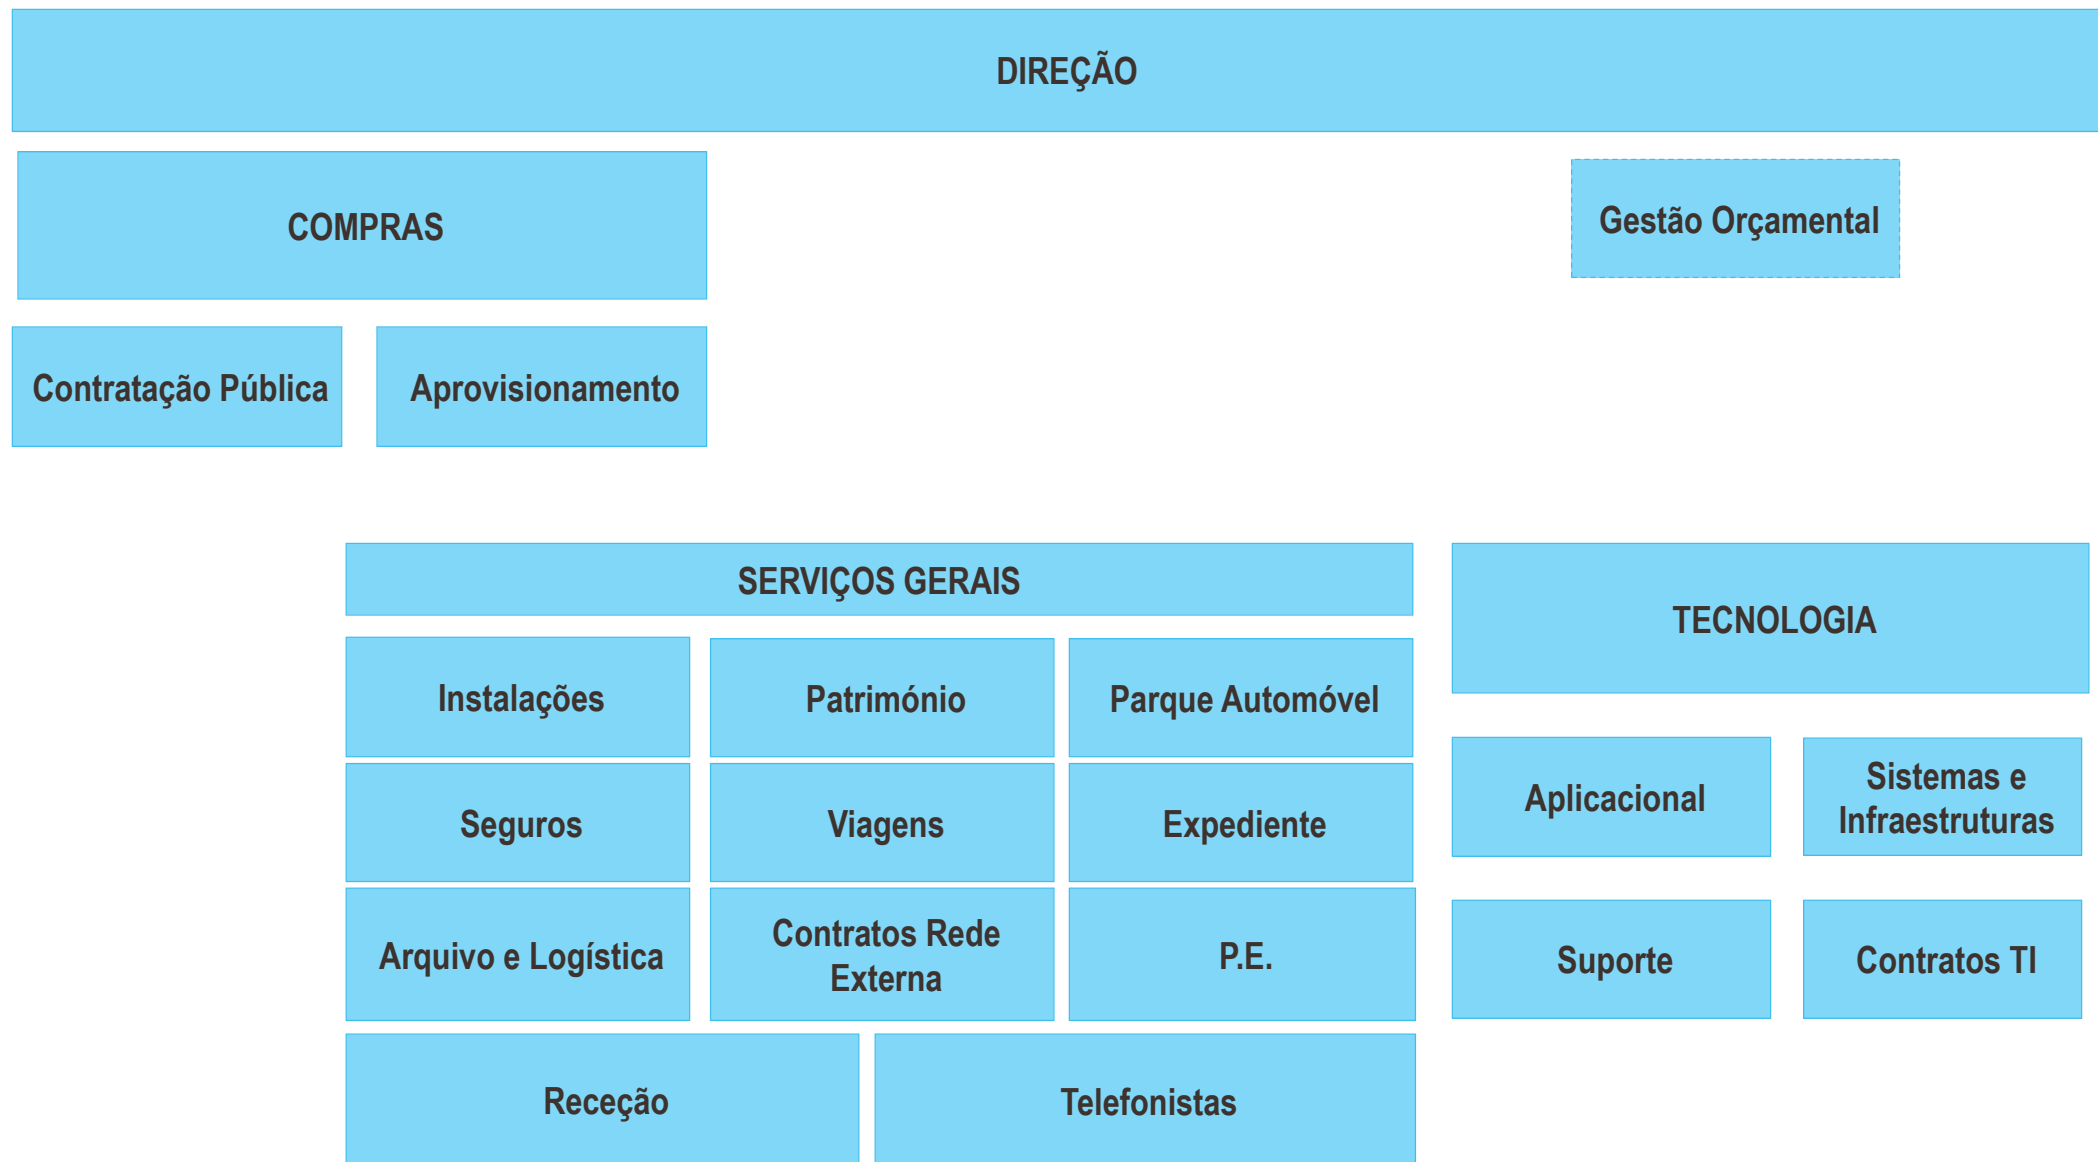 DIREÇÃO
COMPRAS
Gestão Orçamental
Contratação Pública
Aprovisionamento
SERVIÇOS GERAIS
TECNOLOGIA
Instalações
Património
Parque Automóvel
Seguros
Viagens
Expediente
Aplicacional
Sistemas e
Infraestruturas
Arquivo e Logística
Contratos Rede
Externa
P.E.
Suporte
Contratos TI
Receção
Telefonistas